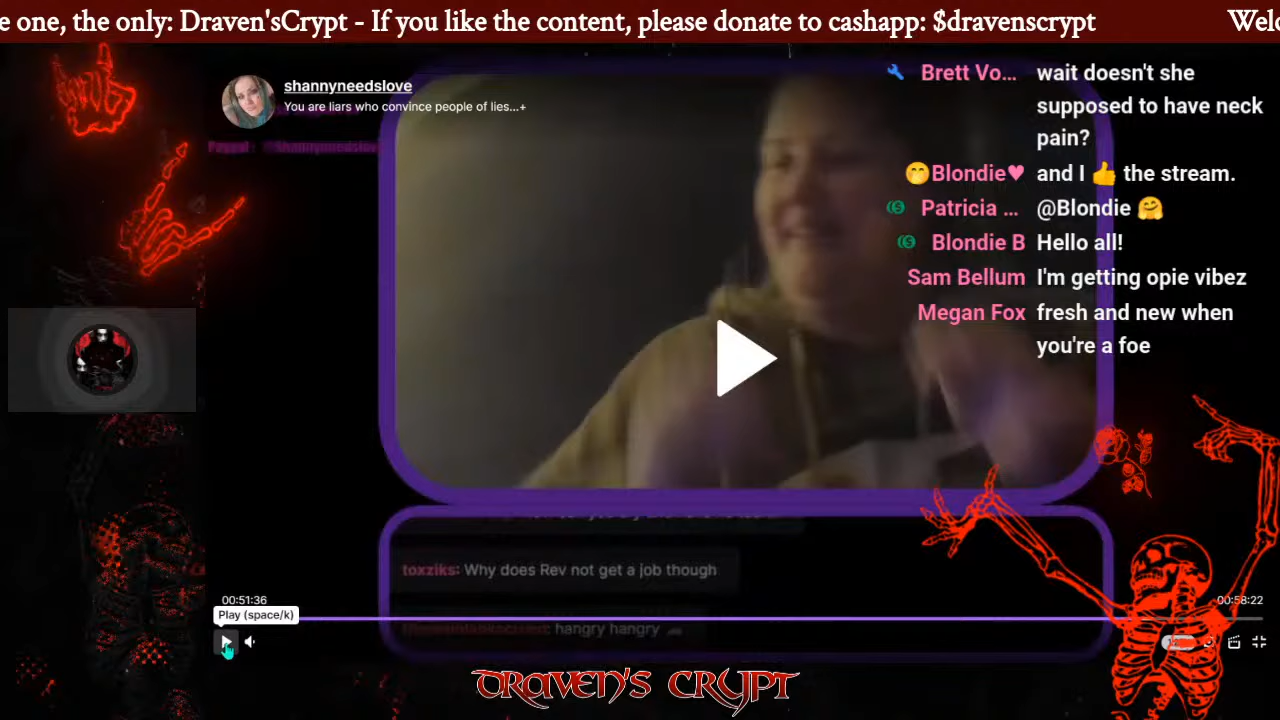 e one, the only: Draven'sCrypt - If you like the content, please donate to cashapp: $dravenscrypt Welc
shannyneedslove
You are liars who convince people of lies...+
Paypal @Shannyneedslov
Brett Vo... wait doesn't she
supposed to have neck
pain?
🤭Blondie♥ and I 👍 the stream.
Patricia ... @Blondie 🤗
Blondie B Hello all!
Sam Bellum I'm getting opie vibez
Megan Fox fresh and new when
you're a foe
toxziks: Why does Rev not get a job though
hangry hangry
00:51:36
00:58:22
Play (space/k)
DRAVEN'S CRYPT